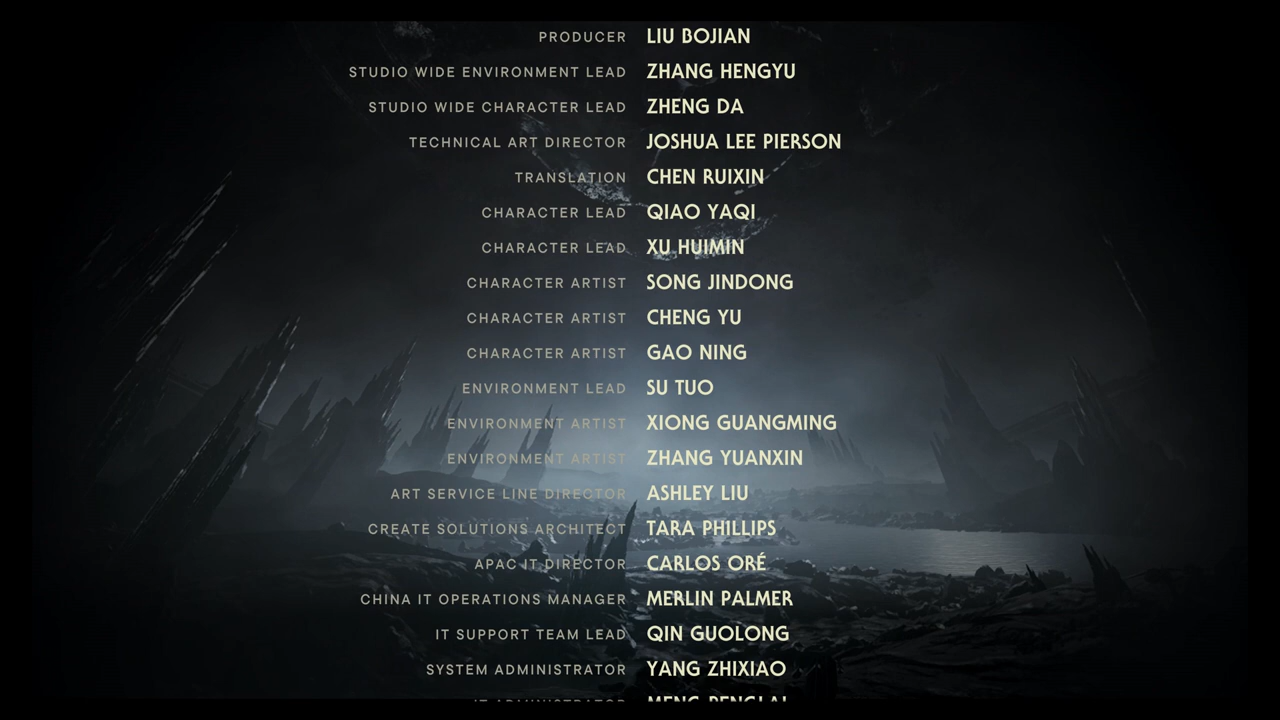 PRODUCER LIU BOJIAN
STUDIO WIDE ENVIRONMENT LEAD ZHANG HENGYU
STUDIO WIDE CHARACTER LEAD ZHENG DA
TECHNICAL ART DIRECTOR JOSHUA LEE PIERSON
TRANSLATION CHEN RUIXIN
CHARACTER LEAD QIAO YAQI
CHARACTER LEAD XU HUIMIN
CHARACTER ARTIST SONG JINDONG
CHARACTER ARTIST CHENG YU
CHARACTER ARTIST GAO NING
ENVIRONMENT LEAD SU TUO
ENVIRONMENT ARTIST XIONG GUANGMING
ENVIRONMENT ARTIST ZHANG YUANXIN
ART SERVICE LINE DIRECTOR ASHLEY LIU
CREATE SOLUTIONS ARCHITECT TARA PHILLIPS
APAC IT DIRECTOR CARLOS ORÉ
CHINA IT OPERATIONS MANAGER MERLIN PALMER
IT SUPPORT TEAM LEAD QIN GUOLONG
SYSTEM ADMINISTRATOR YANG ZHIXIAO